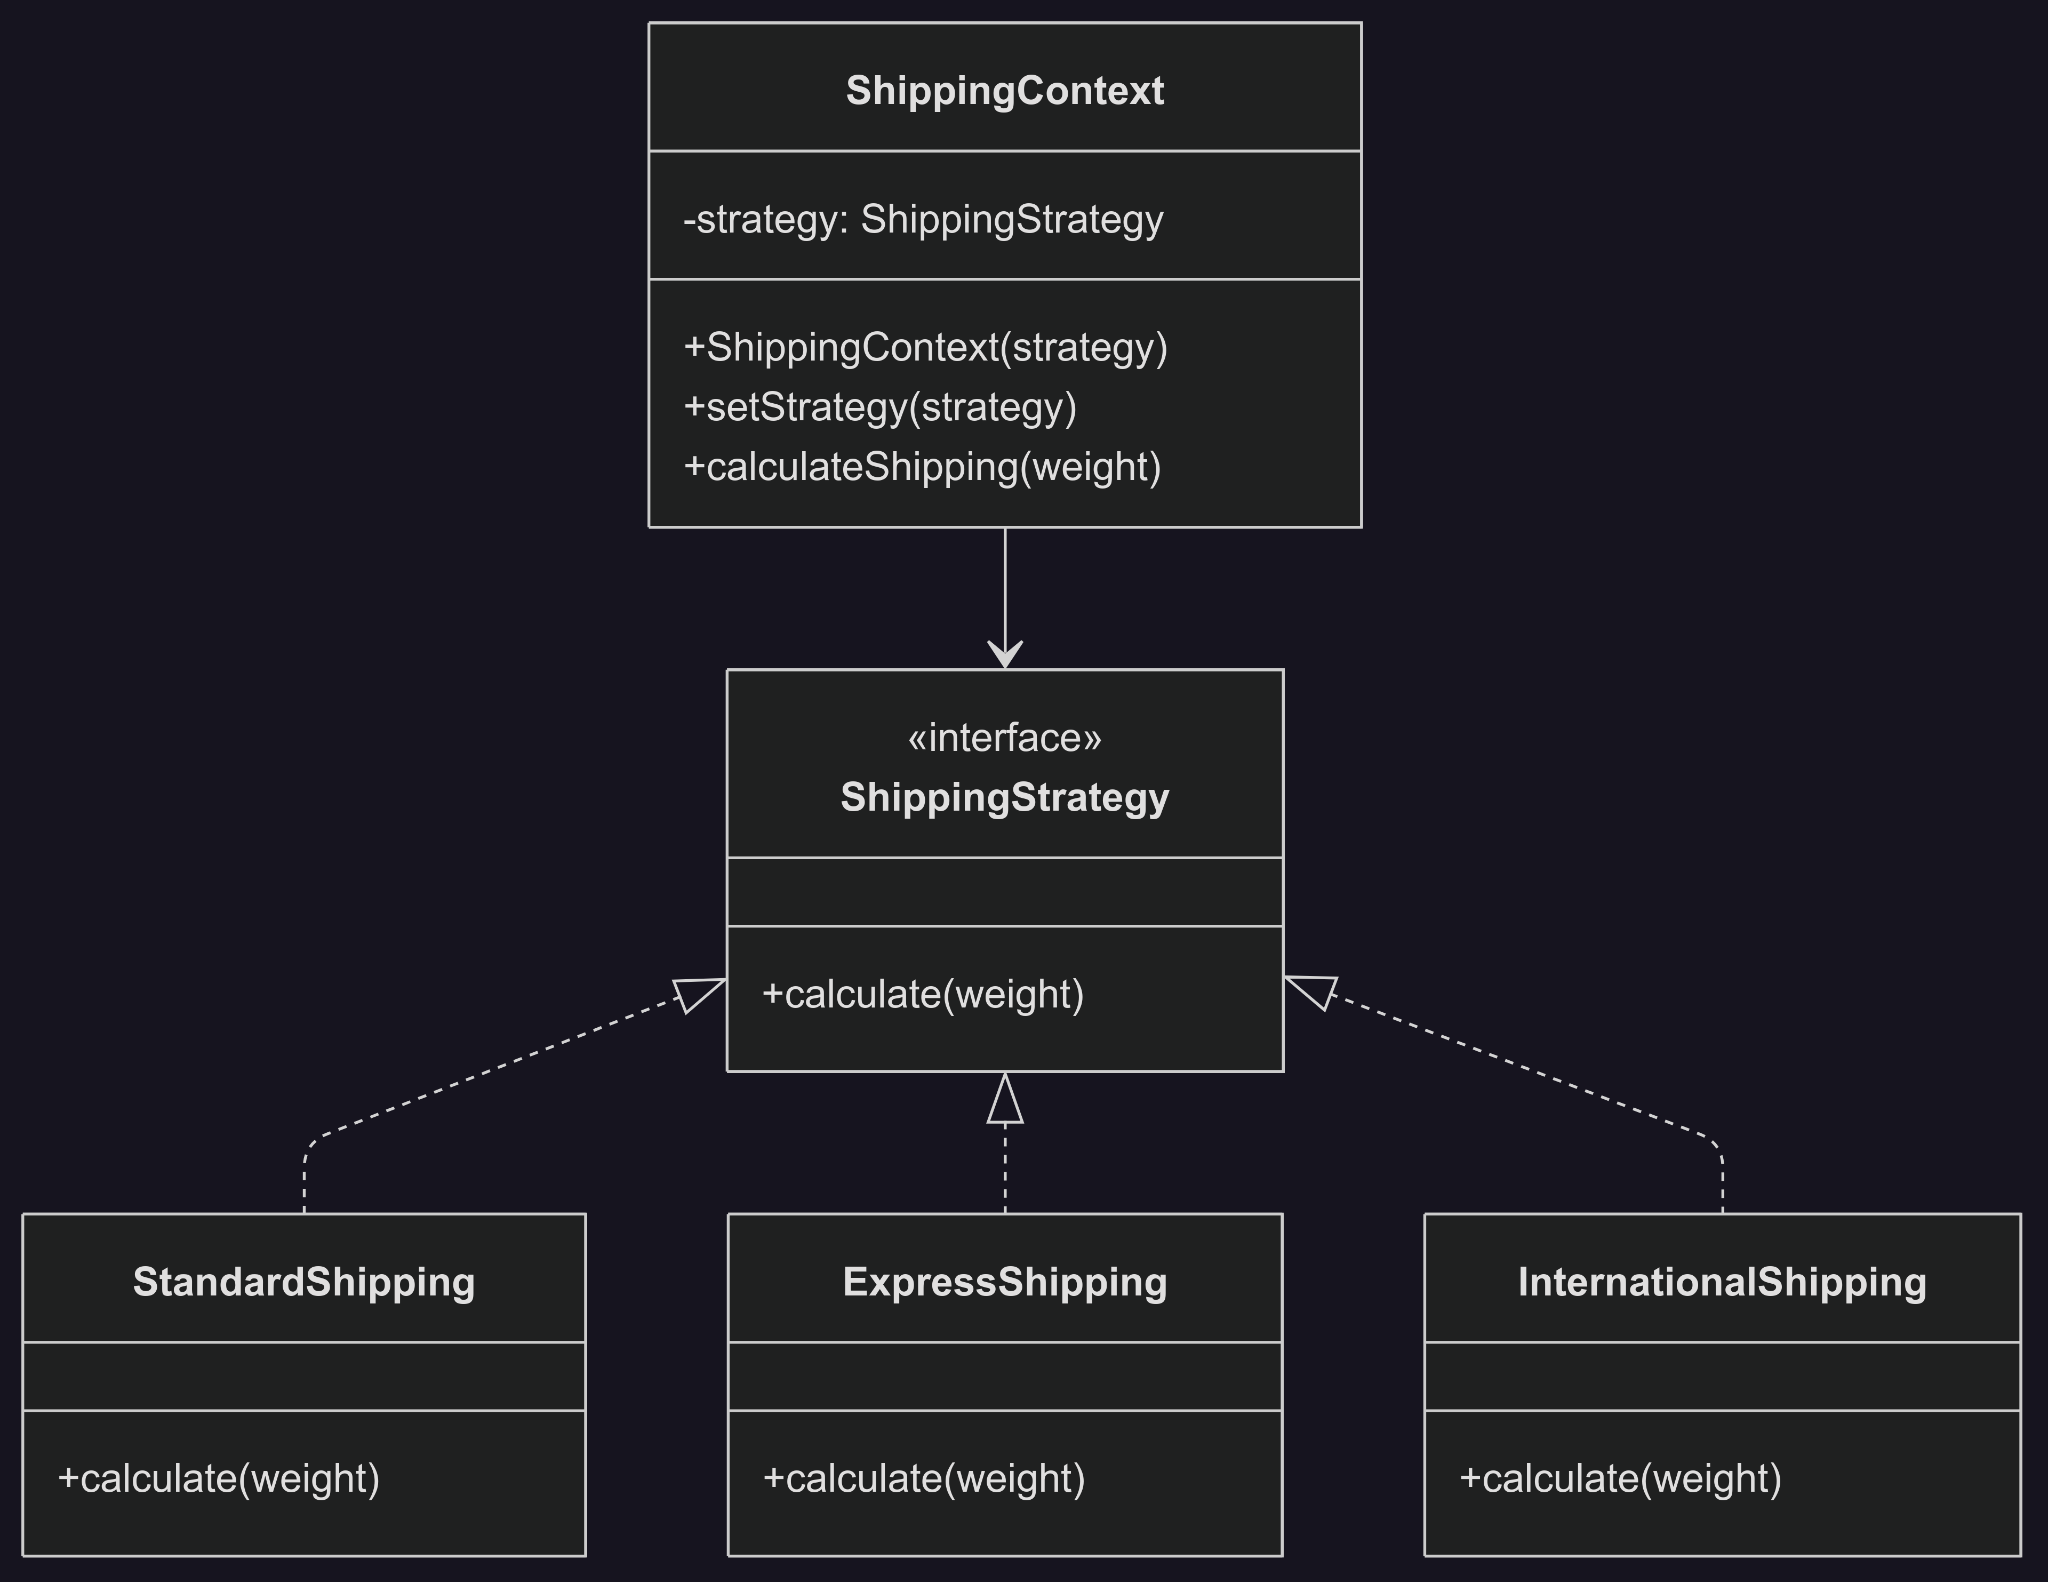 ShippingContext
-strategy: ShippingStrategy
+ShippingContext(strategy)
+setStrategy(strategy)
+calculateShipping(weight)
«interface»
ShippingStrategy
+calculate(weight)
StandardShipping
+calculate(weight)
ExpressShipping
+calculate(weight)
InternationalShipping
+calculate(weight)